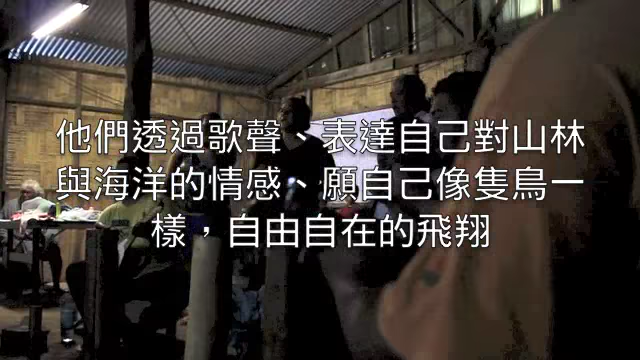 他們透過歌聲、表達自己對山林
與海洋的情感、願自己像隻鳥一
樣，自由自在的飛翔